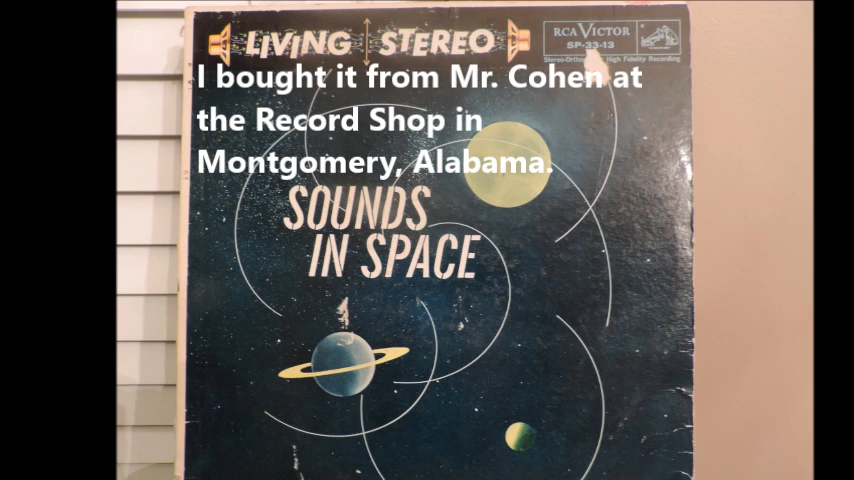 LIVING STEREO
RCA VICTOR
SP-33-13
Stereo-Orthophonic High Fidelity Recording
I bought it from Mr. Cohen at
the Record Shop in
Montgomery, Alabama.
SOUNDS
IN SPACE